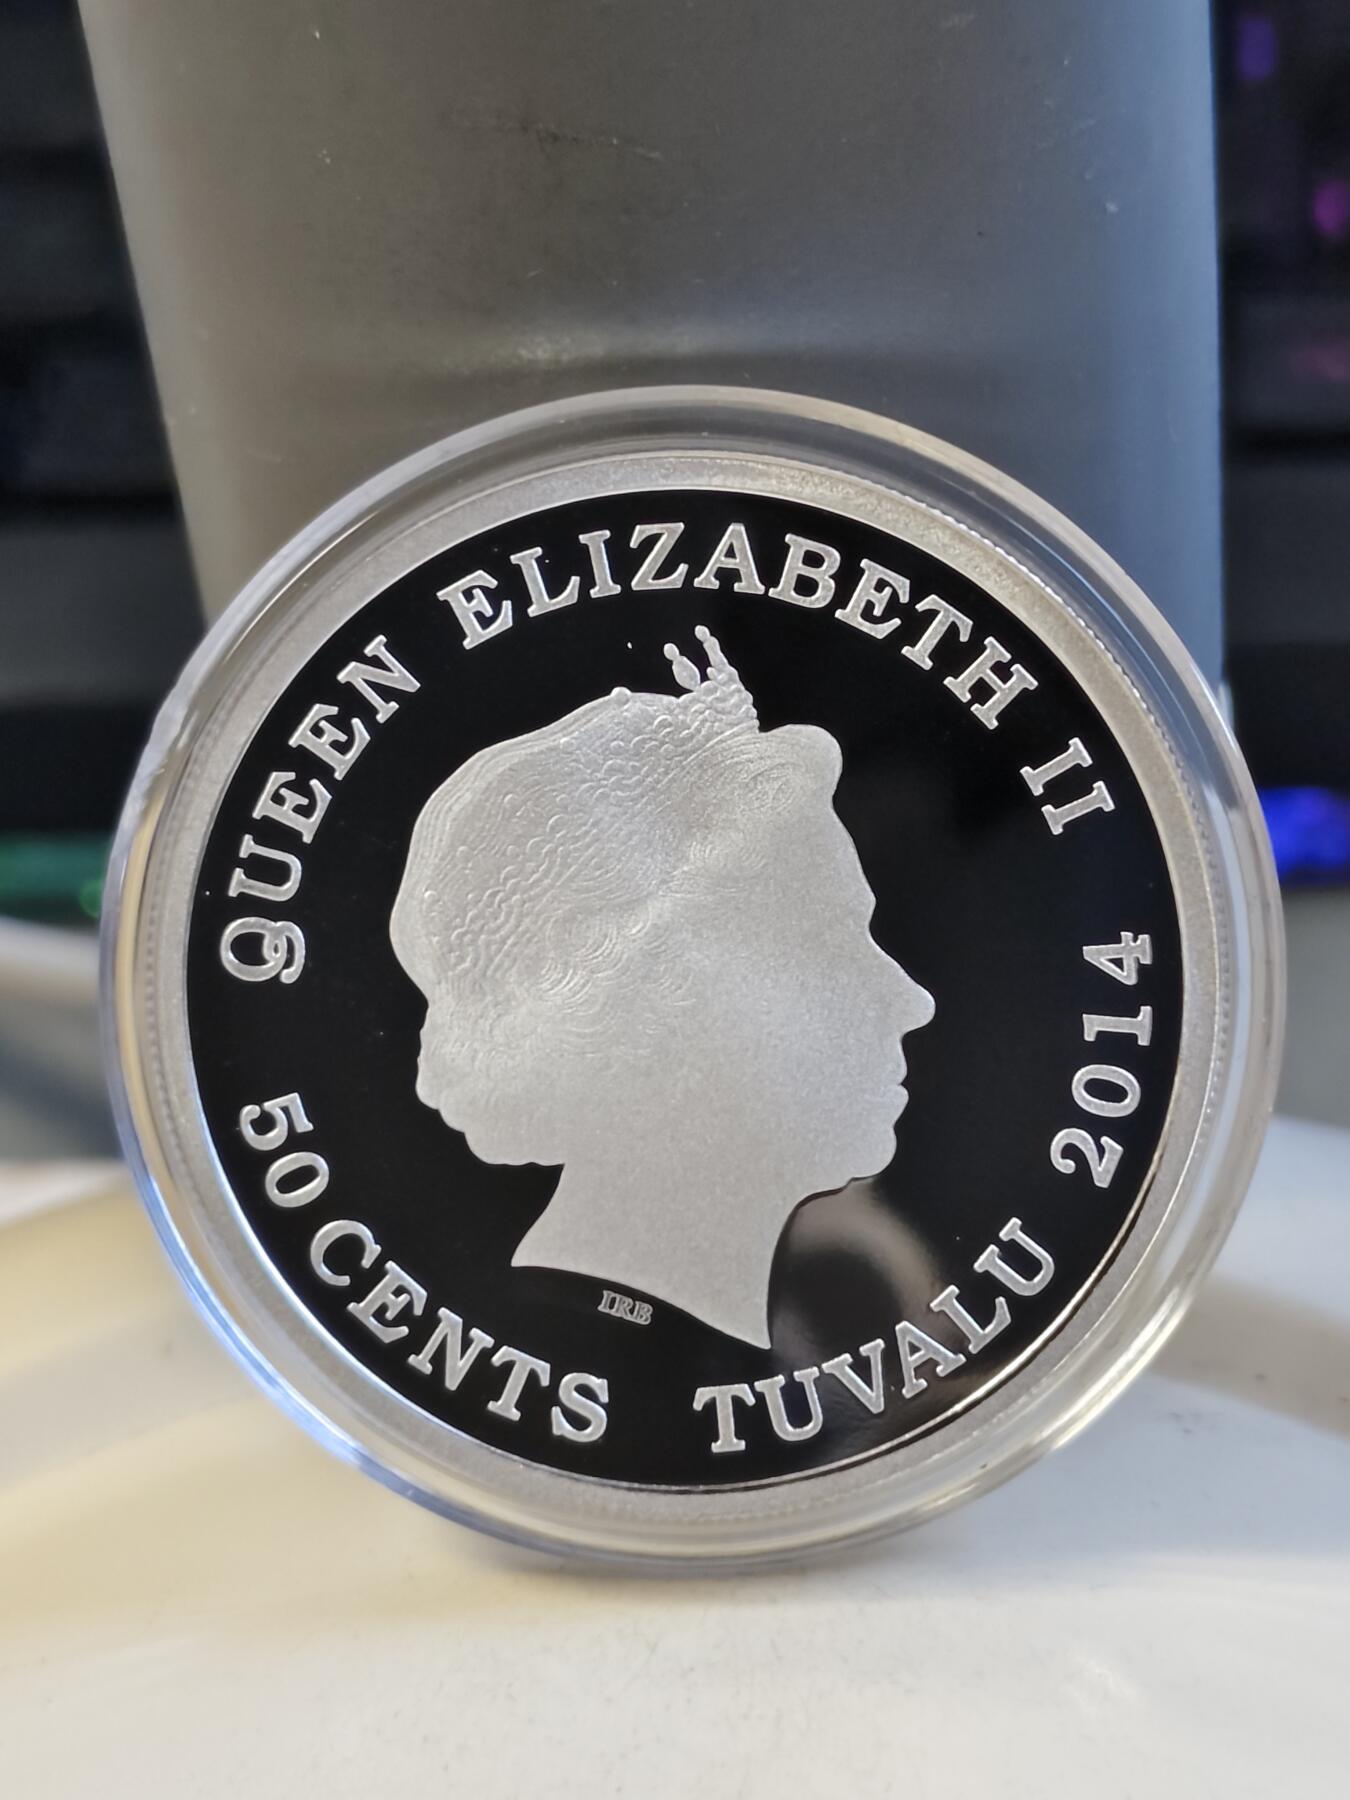 QUEEN ELIZABETH II
50 CENTS TUVALU 2014
IRB